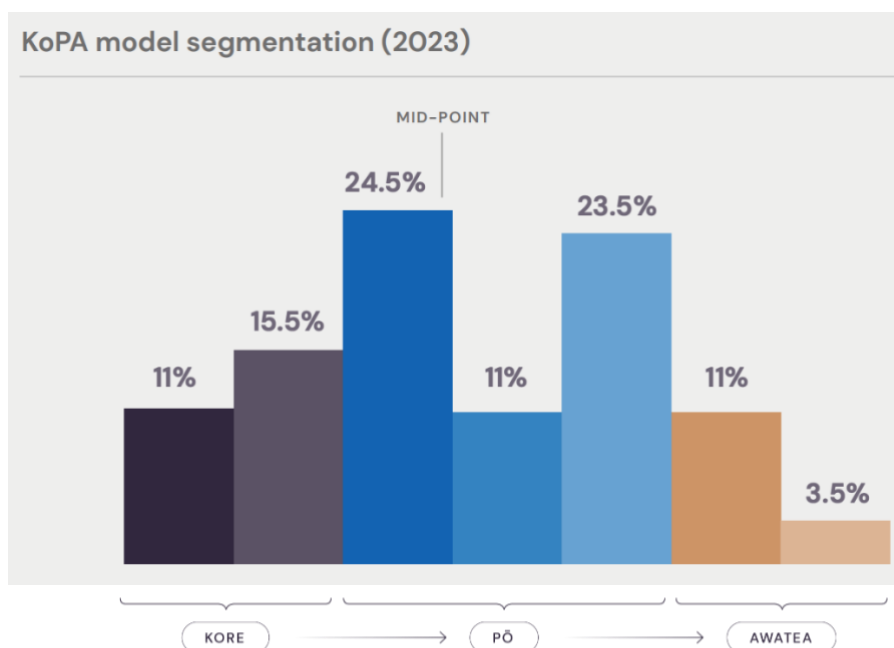 KoPA model segmentation (2023)
MID-POINT
24.5%
23.5%
15.5%
11%
11%
11%
3.5%
KORE
PŌ
AWATEA